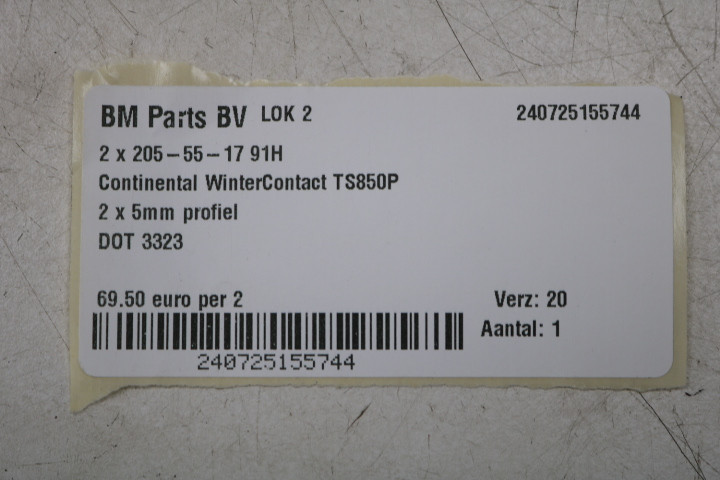 BM Parts BV LOK 2 240725155744
2 x 205-55-17 91H
Continental WinterContact TS850P
2 x 5mm profiel
DOT 3323
69.50 euro per 2 Verz: 20
Aantal: 1
240725155744